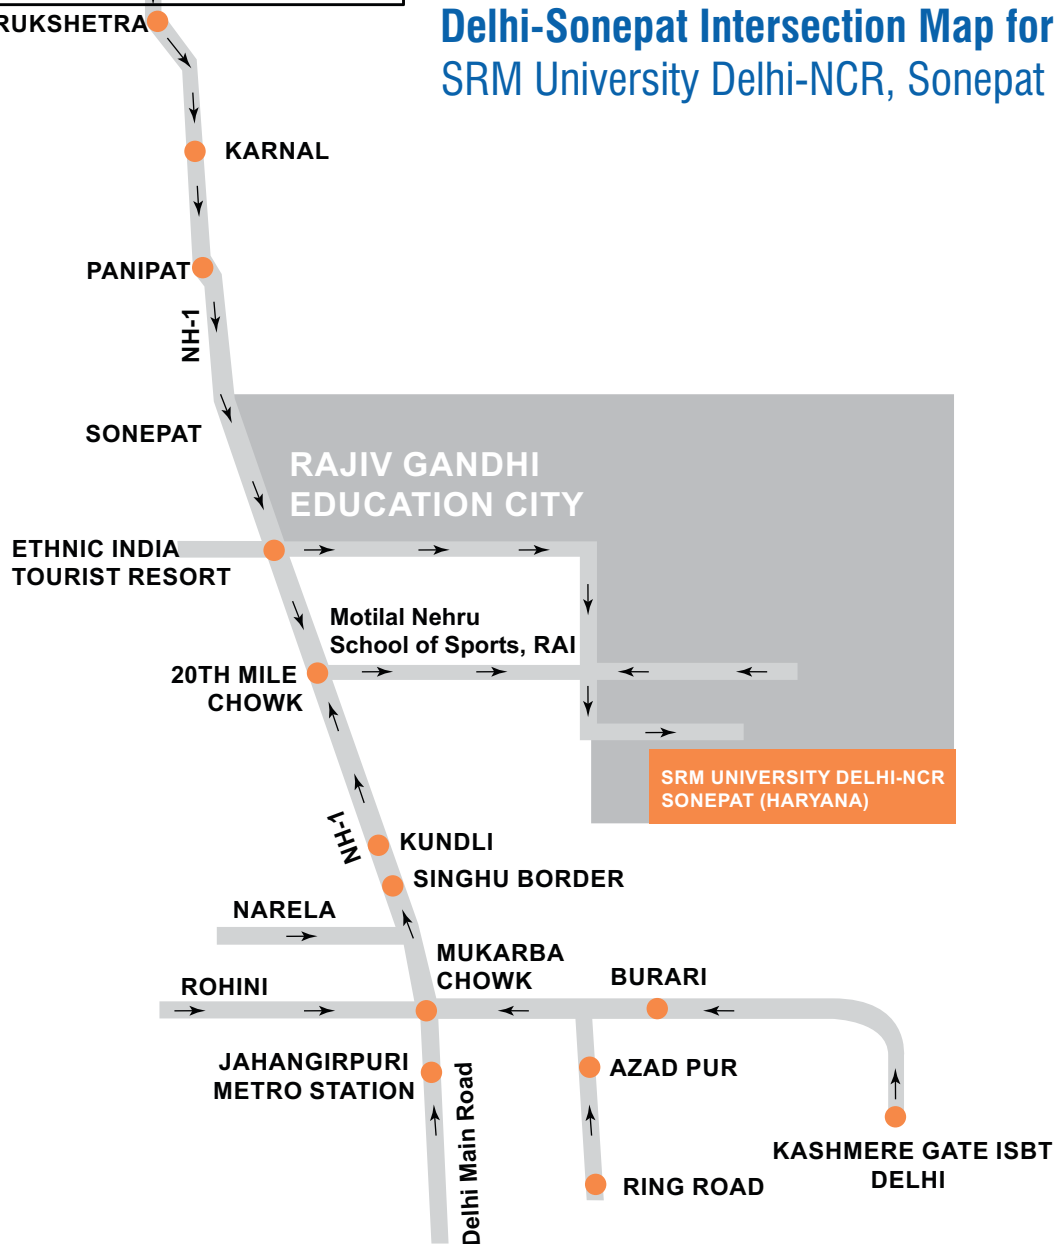 Delhi-Sonepat Intersection Map for
SRM University Delhi-NCR, Sonepat
RUKSHETRA
KARNAL
PANIPAT
NH-1
SONEPAT
RAJIV GANDHI
EDUCATION CITY
ETHNIC INDIA
TOURIST RESORT
Motilal Nehru
School of Sports, RAI
20TH MILE
CHOWK
SRM UNIVERSITY DELHI-NCR
SONEPAT (HARYANA)
NH-1
KUNDLI
SINGHU BORDER
NARELA
MUKARBA
CHOWK
BURARI
ROHINI
JAHANGIRPURI
METRO STATION
AZAD PUR
Delhi Main Road
KASHMERE GATE ISBT
DELHI
RING ROAD